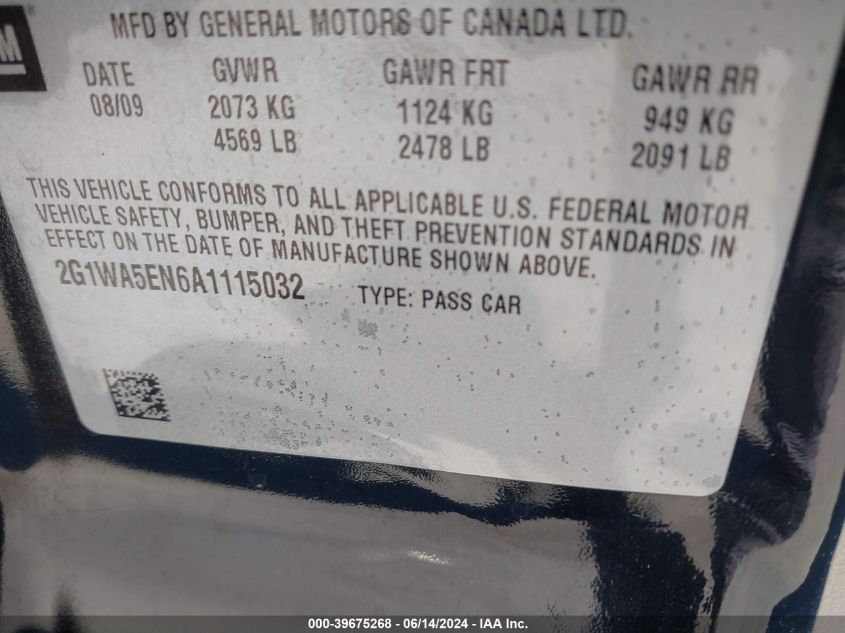 GM
®
MFD BY GENERAL MOTORS OF CANADA LTD.
DATE GVWR GAWR FRT GAWR RR
08/09 2073 KG 1124 KG 949 KG
4569 LB 2478 LB 2091 LB
THIS VEHICLE CONFORMS TO ALL APPLICABLE U.S. FEDERAL MOTOR
VEHICLE SAFETY, BUMPER, AND THEFT PREVENTION STANDARDS IN
EFFECT ON THE DATE OF MANUFACTURE SHOWN ABOVE.
2G1WA5EN6A1115032 TYPE: PASS CAR
000-39675268 - 06/14/2024 - IAA Inc.